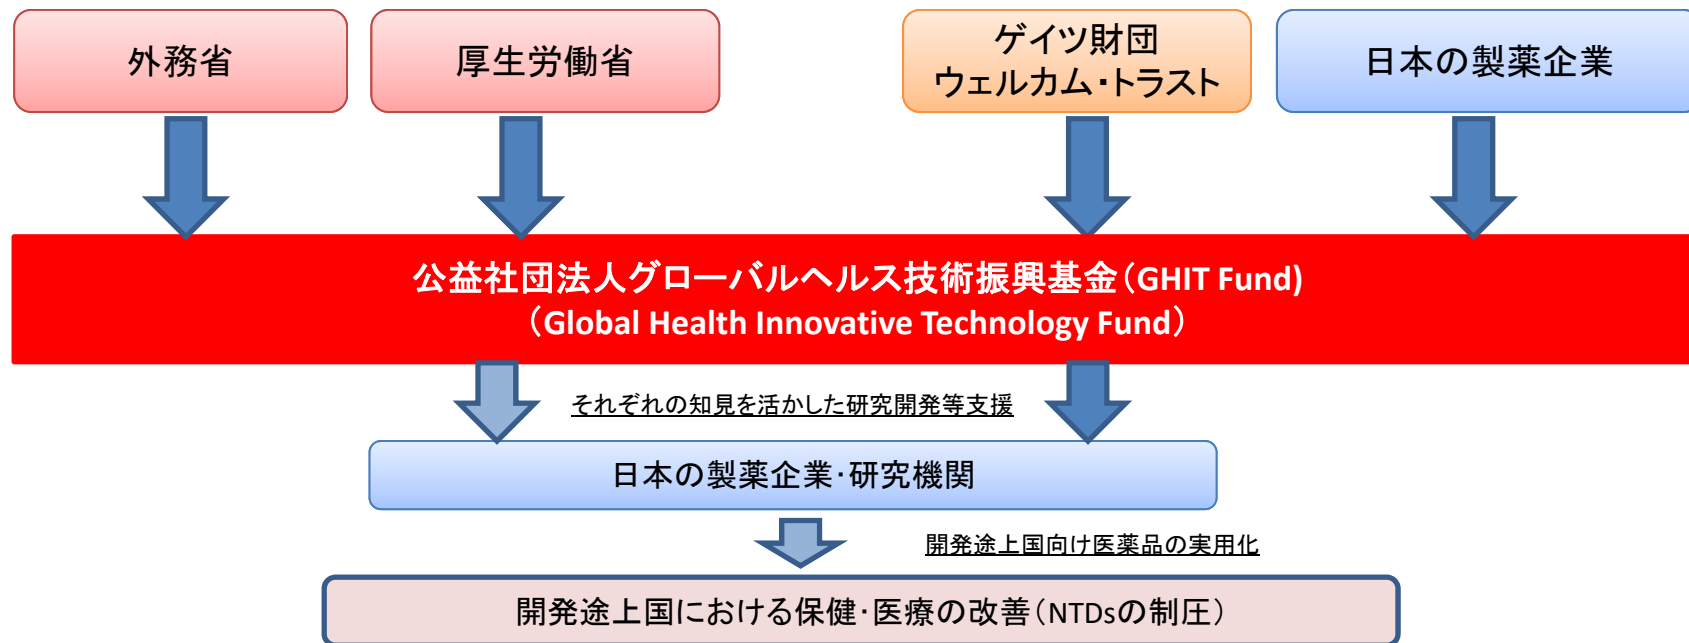 外務省
厚生労働省
ゲイツ財団
ウェルカム・トラスト
日本の製薬企業
公益社団法人グローバルヘルス技術振興基金（GHIT Fund)
（Global Health Innovative Technology Fund）
それぞれの知見を活かした研究開発等支援
日本の製薬企業・研究機関
開発途上国向け医薬品の実用化
開発途上国における保健・医療の改善（NTDsの制圧）